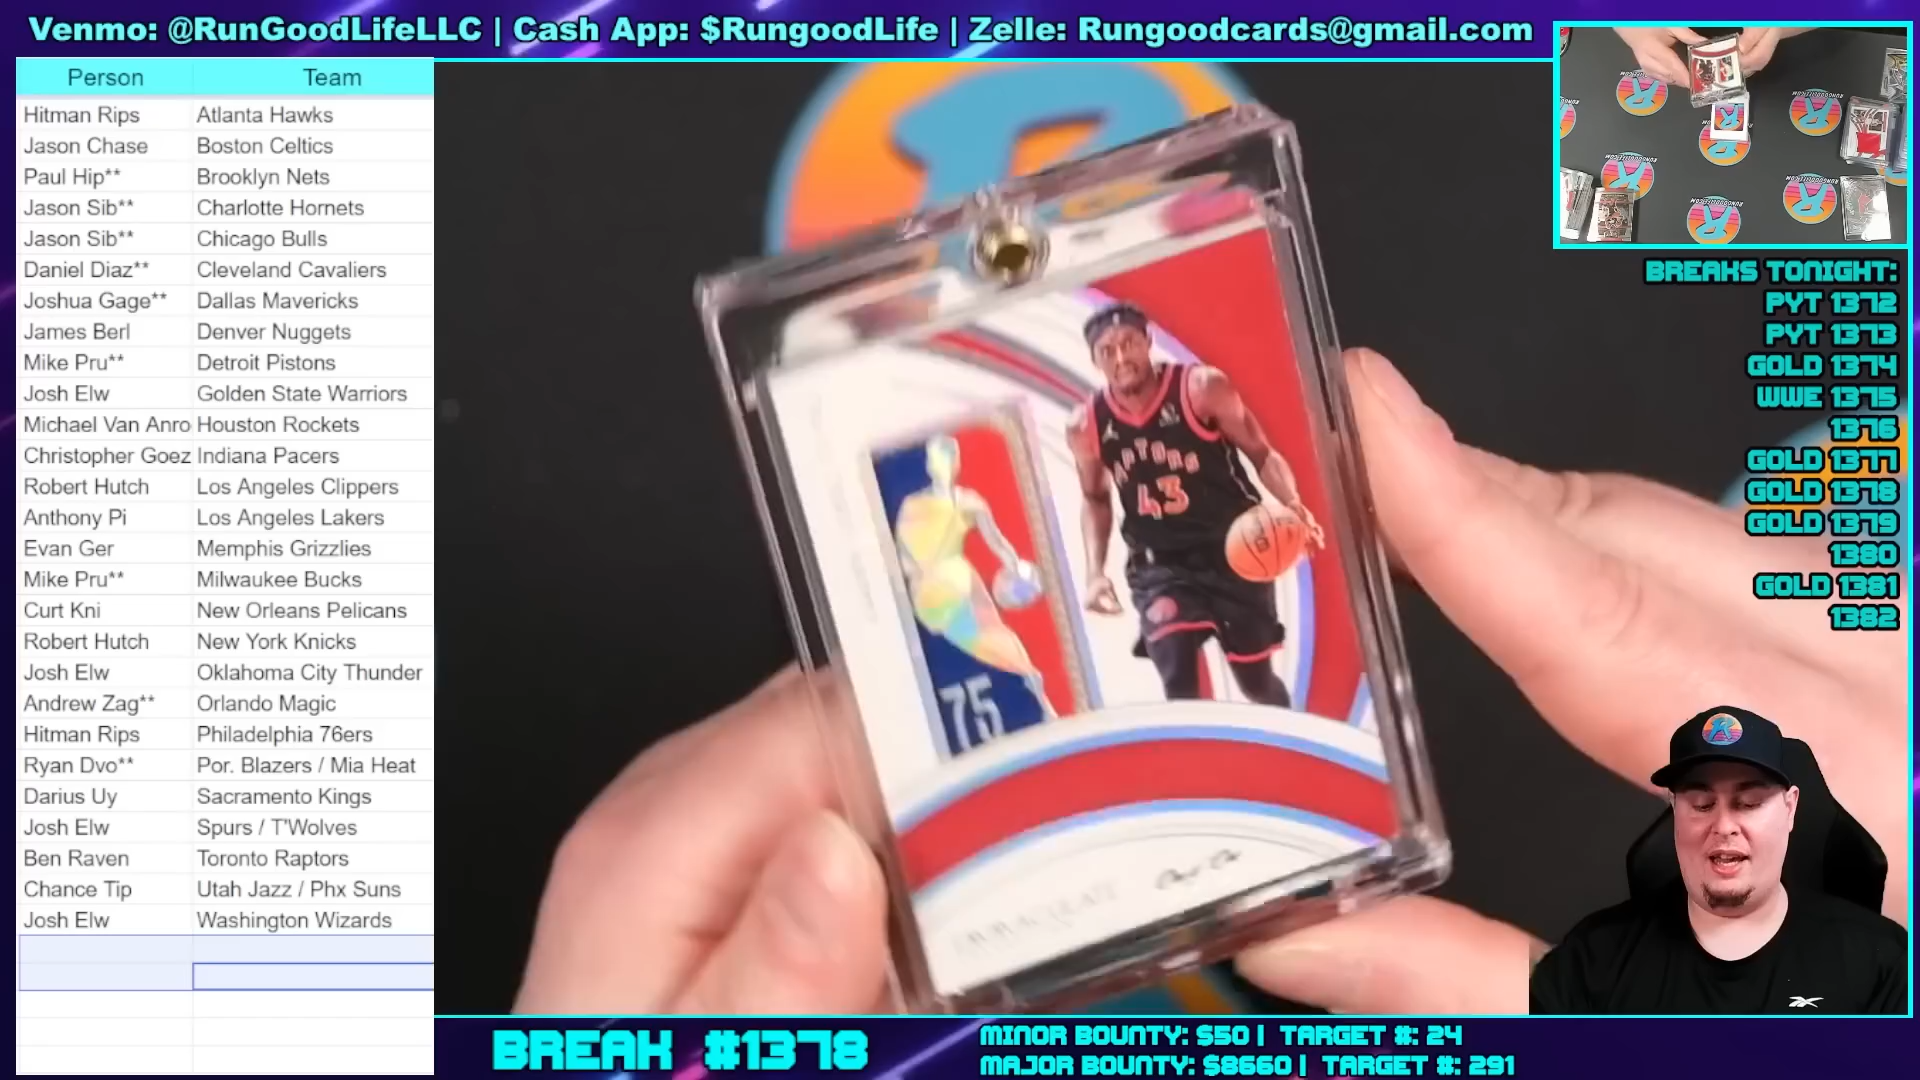 Venmo: @RunGoodLifeLLC | Cash App: $RungoodLife | Zelle: Rungoodcards@gmail.com
Person Team
Hitman Rips Atlanta Hawks
Jason Chase Boston Celtics
Paul Hip** Brooklyn Nets
Jason Sib** Charlotte Hornets
Jason Sib** Chicago Bulls
Daniel Diaz** Cleveland Cavaliers
Joshua Gage** Dallas Mavericks
James Berl Denver Nuggets
Mike Pru** Detroit Pistons
Josh Elw Golden State Warriors
Michael Van Anro Houston Rockets
Christopher Goez Indiana Pacers
Robert Hutch Los Angeles Clippers
Anthony Pi Los Angeles Lakers
Evan Ger Memphis Grizzlies
Mike Pru** Milwaukee Bucks
Curt Kni New Orleans Pelicans
Robert Hutch New York Knicks
Josh Elw Oklahoma City Thunder
Andrew Zag** Orlando Magic
Hitman Rips Philadelphia 76ers
Ryan Dvo** Por. Blazers / Mia Heat
Darius Uy Sacramento Kings
Josh Elw Spurs / T'Wolves
Ben Raven Toronto Raptors
Chance Tip Utah Jazz / Phx Suns
Josh Elw Washington Wizards
43
75
BREAKS TONIGHT:
PYT 1372
PYT 1373
GOLD 1374
WWE 1375
1376
GOLD 1377
GOLD 1378
GOLD 1379
1380
GOLD 1381
1382
BREAK #1378
MINOR BOUNTY: $50 | TARGET #: 24
MAJOR BOUNTY: $8660 | TARGET #: 291